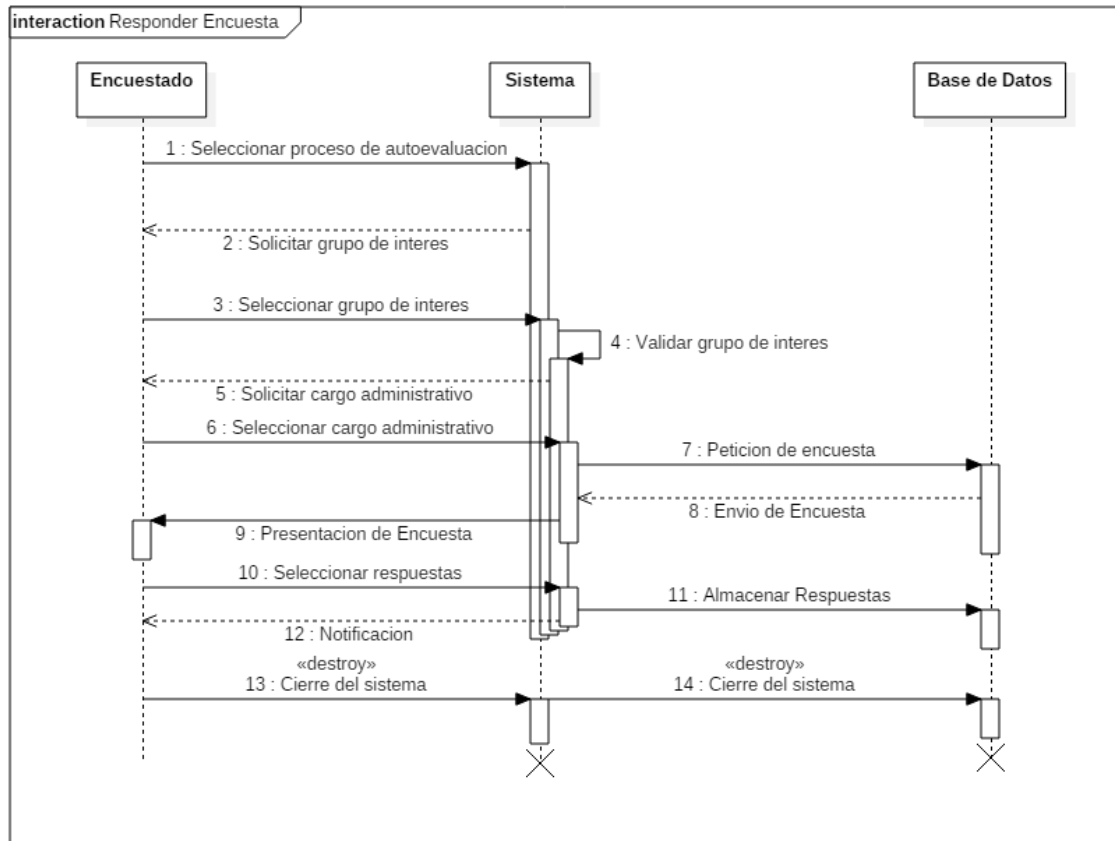 interaction Responder Encuesta
Encuestado
Sistema
Base de Datos
1 : Seleccionar proceso de autoevaluacion
2 : Solicitar grupo de interes
3 : Seleccionar grupo de interes
4 : Validar grupo de interes
5 : Solicitar cargo administrativo
6 : Seleccionar cargo administrativo
7 : Peticion de encuesta
8 : Envio de Encuesta
9 : Presentacion de Encuesta
10 : Seleccionar respuestas
11 : Almacenar Respuestas
12 : Notificacion
«destroy»
13 : Cierre del sistema
«destroy»
14 : Cierre del sistema